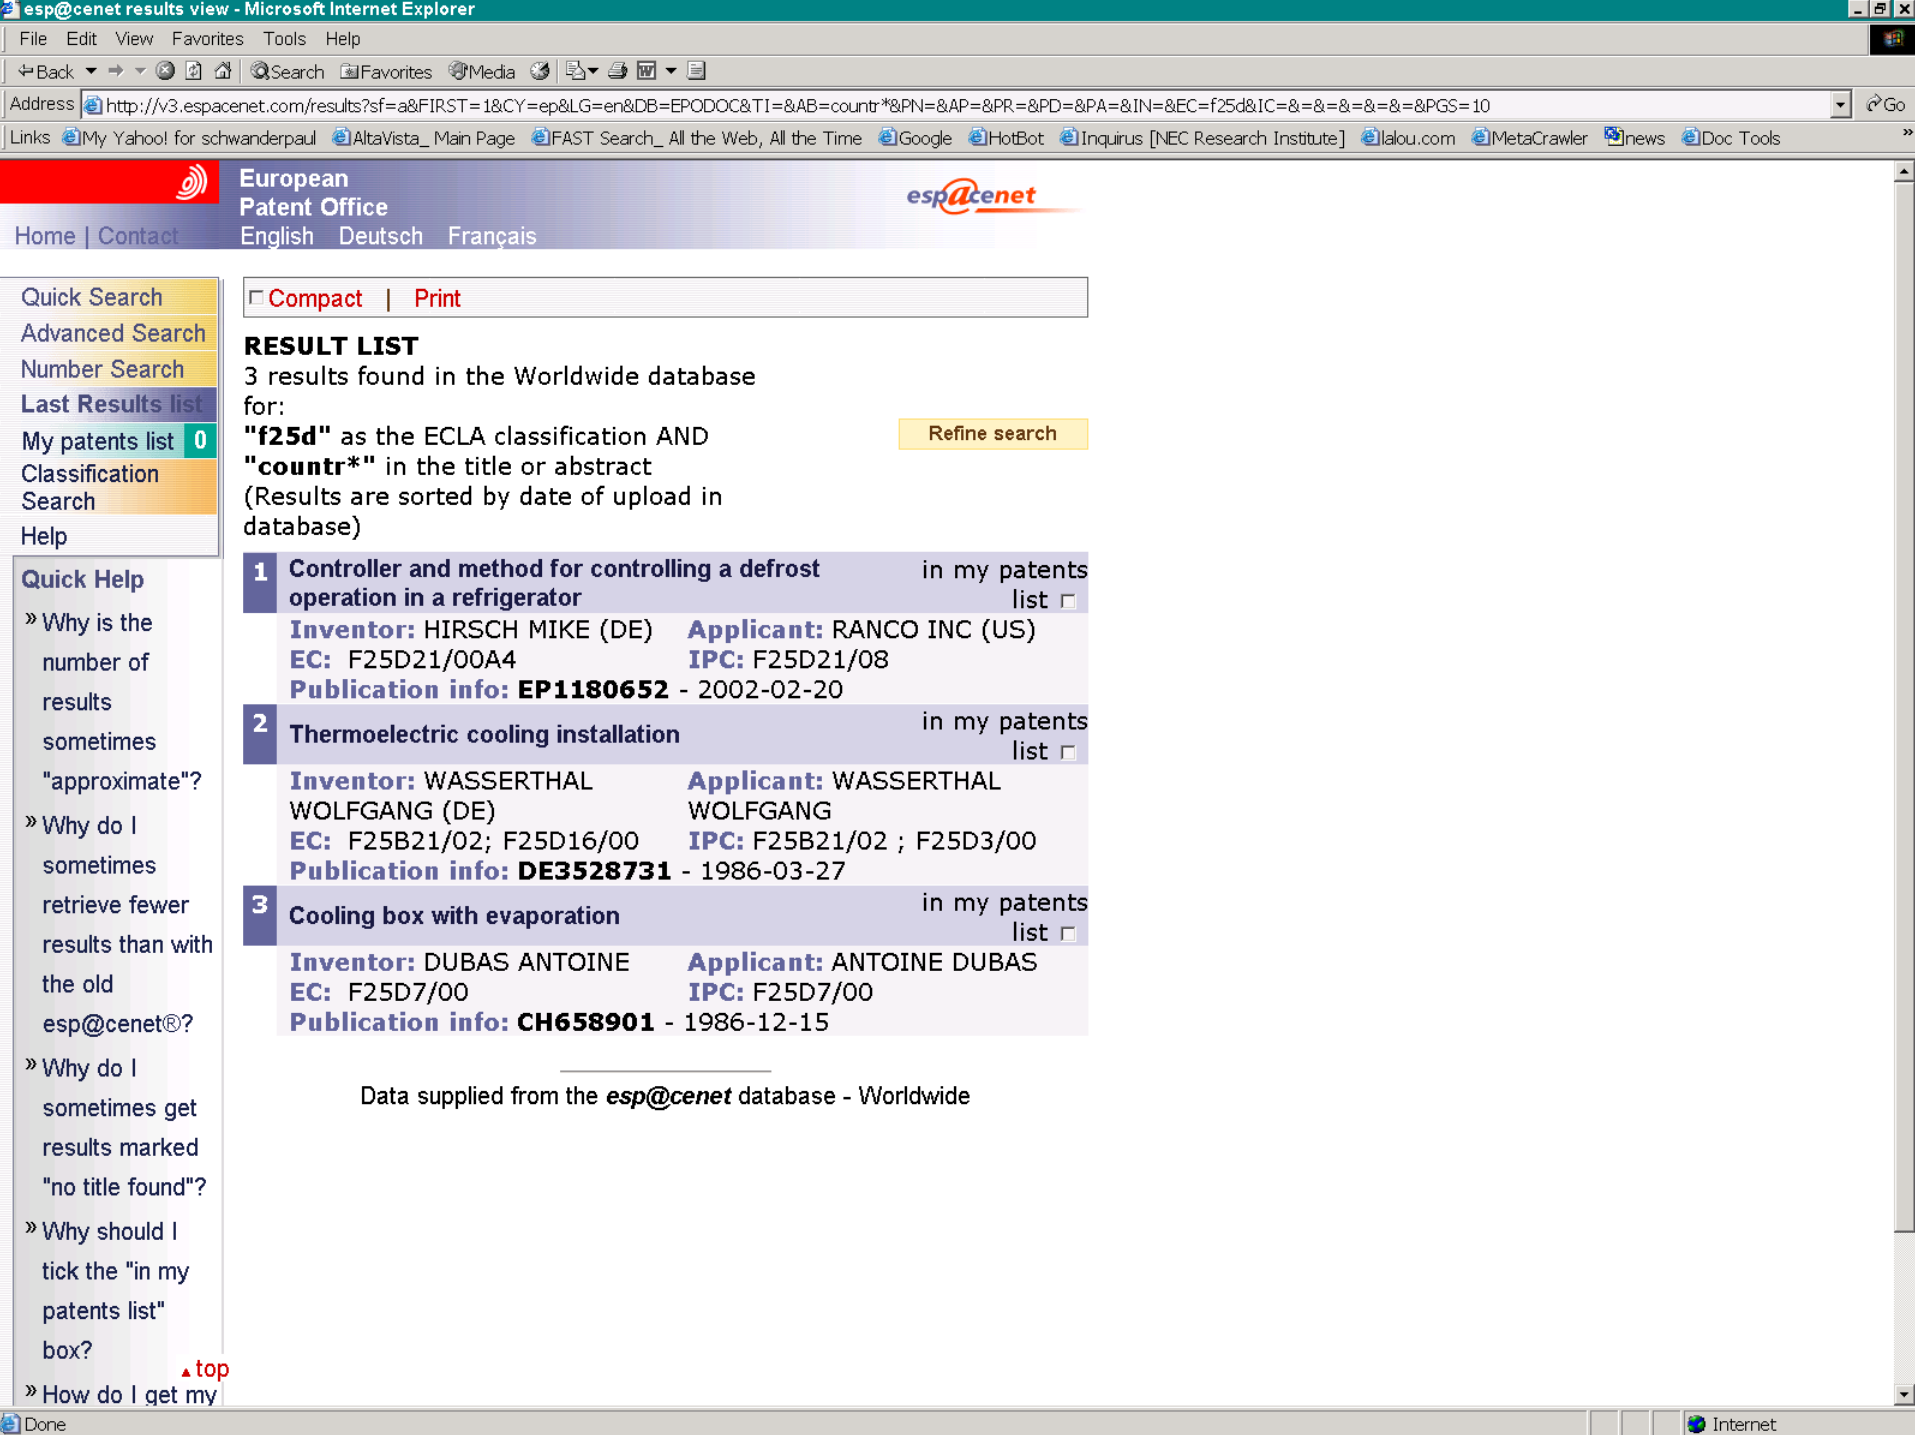 esp@cenet results view - Microsoft Internet Explorer
File Edit View Favorites Tools Help
Back Search Favorites Media
Address http://v3.espacenet.com/results?sf=a&FIRST=1&CY=ep&LG=en&DB=EPODOC&TI=&AB=countr*&PN=&AP=&PR=&PD=&PA=&IN=&EC=f25d&IC=&=&=&=&=&=&PGS=10 Go
Links My Yahoo! for schwanderpaul AltaVista_ Main Page FAST Search_ All the Web, All the Time Google HotBot Inquirus [NEC Research Institute] lalou.com MetaCrawler news Doc Tools »
European
Patent Office
espacenet
Home | Contact English Deutsch Français
Quick Search
Advanced Search
Number Search
Last Results list
My patents list 0
Classification
Search
Help
Quick Help
» Why is the
number of
results
sometimes
"approximate"?
» Why do I
sometimes
retrieve fewer
results than with
the old
esp@cenet®?
» Why do I
sometimes get
results marked
"no title found"?
» Why should I
tick the "in my
patents list"
box?
▲ top
» How do I get my
Compact | Print
RESULT LIST
3 results found in the Worldwide database
for:
"f25d" as the ECLA classification AND
"countr*" in the title or abstract
(Results are sorted by date of upload in
database)
Refine search
1 Controller and method for controlling a defrost
operation in a refrigerator
in my patents
list
Inventor: HIRSCH MIKE (DE) Applicant: RANCO INC (US)
EC: F25D21/00A4 IPC: F25D21/08
Publication info: EP1180652 - 2002-02-20
2 Thermoelectric cooling installation
in my patents
list
Inventor: WASSERTHAL Applicant: WASSERTHAL
WOLFGANG (DE) WOLFGANG
EC: F25B21/02; F25D16/00 IPC: F25B21/02 ; F25D3/00
Publication info: DE3528731 - 1986-03-27
3 Cooling box with evaporation
in my patents
list
Inventor: DUBAS ANTOINE Applicant: ANTOINE DUBAS
EC: F25D7/00 IPC: F25D7/00
Publication info: CH658901 - 1986-12-15
Data supplied from the esp@cenet database - Worldwide
Done Internet